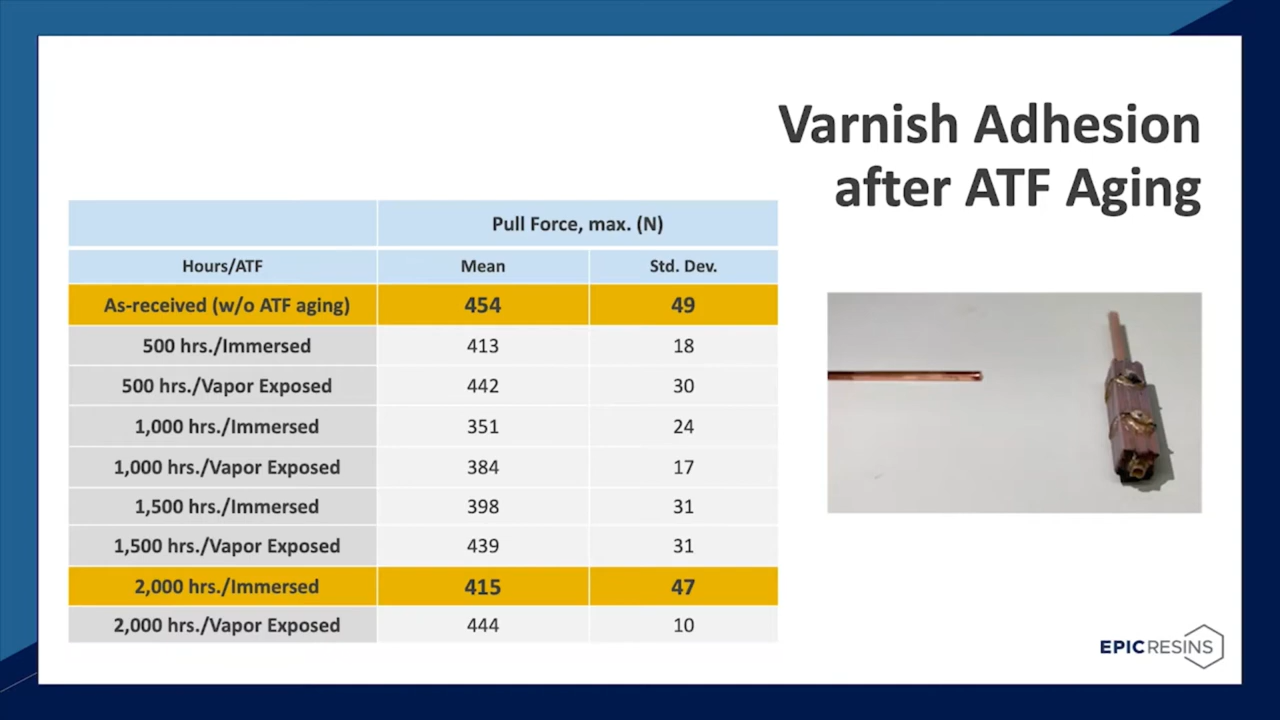 Varnish Adhesion
after ATF Aging
Pull Force, max. (N)
Hours/ATF Mean Std. Dev.
As-received (w/o ATF aging) 454 49
500 hrs./Immersed 413 18
500 hrs./Vapor Exposed 442 30
1,000 hrs./Immersed 351 24
1,000 hrs./Vapor Exposed 384 17
1,500 hrs./Immersed 398 31
1,500 hrs./Vapor Exposed 439 31
2,000 hrs./Immersed 415 47
2,000 hrs./Vapor Exposed 444 10
EPICRESINS